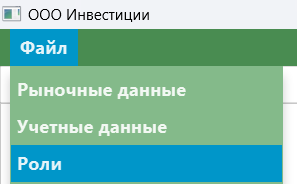 ООО Инвестиции
Файл
Рыночные данные
Учетные данные
Роли